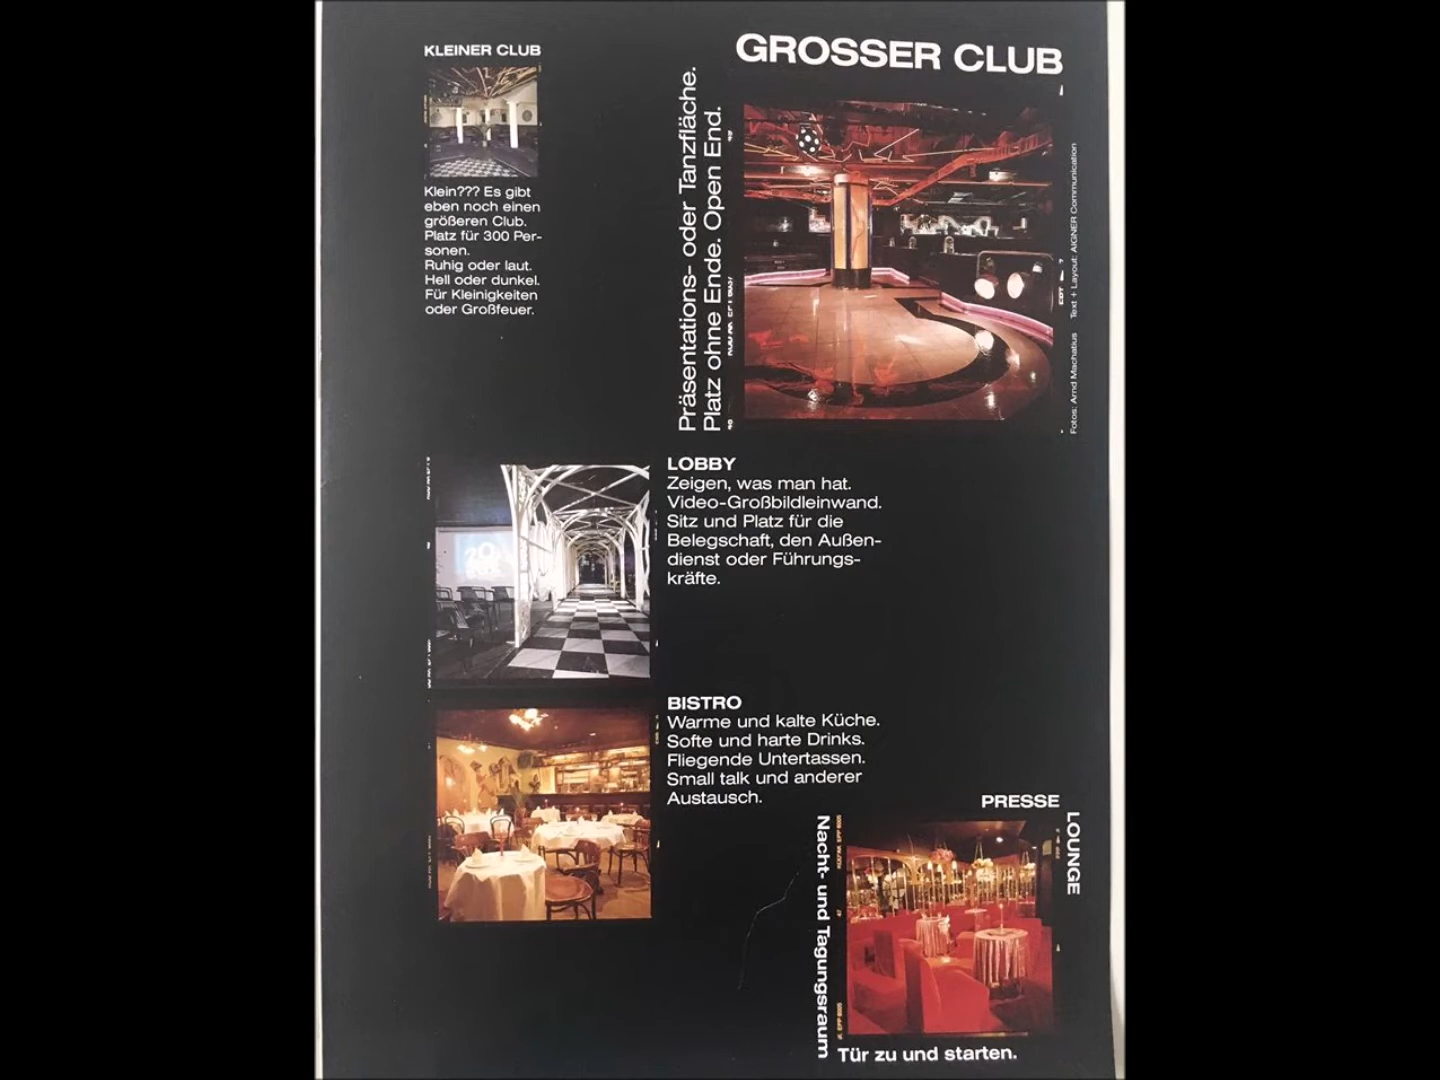 KLEINER CLUB
Klein??? Es gibt
eben noch einen
größeren Club.
Platz für 300 Per-
sonen.
Ruhig oder laut.
Hell oder dunkel.
Für Kleinigkeiten
oder Großfeuer.
GROSSER CLUB
Präsentations- oder Tanzfläche.
Platz ohne Ende. Open End.
Fotos: Arnd Machatius Text + Layout: AIGNER Communication
LOBBY
Zeigen, was man hat.
Video-Großbildleinwand.
Sitz und Platz für die
Belegschaft, den Außen-
dienst oder Führungs-
kräfte.
BISTRO
Warme und kalte Küche.
Softe und harte Drinks.
Fliegende Untertassen.
Small talk und anderer
Austausch.
PRESSE
LOUNGE
Nacht- und Tagungsraum
Tür zu und starten.